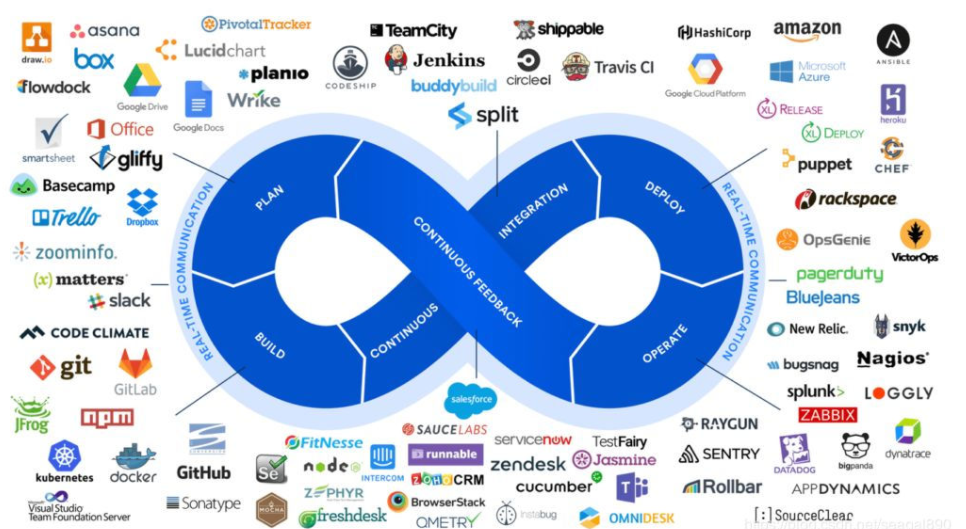 draw.io
asana
PivotalTracker
box
Lucidchart
flowdock
Google Drive
planio
Wrike
Google Docs
TeamCity
shippable
CODESHIP
Jenkins
buddybuild
circleci
Travis CI
split
HashiCorp
amazon
ANSIBLE
Google Cloud Platform
Microsoft
Azure
XL RELEASE
heroku
XL DEPLOY
puppet
CHEF
rackspace
OpsGenie
VictorOps
pagerduty
BlueJeans
smartsheet
Office
gliffy
Basecamp
Trello
Dropbox
zoominfo.
(x) matters
slack
REAL-TIME COMMUNICATION
PLAN
BUILD
CONTINUOUS
INTEGRATION
CONTINUOUS FEEDBACK
DEPLOY
OPERATE
REAL-TIME COMMUNICATION
CODE CLIMATE
git
GitLab
JFrog
npm
kubernetes
docker
GitHub
Visual Studio
Team Foundation Server
Sonatype
New Relic.
snyk
bugsnag
Nagios
splunk>
LOGGLY
ZABBIX
RAYGUN
SENTRY
DATADOG
bigpanda
dynatrace
Rollbar
APPDYNAMICS
[:]SourceClear
salesforce
SAUCELABS
FitNesse
Se
node
INTERCOM
runnable
servicenow
TestFairy
zendesk
Jasmine
ZOHO CRM
cucumber
ZEPHYR
MOCHA
freshdesk
BrowserStack
QMETRY
Instabug
OMNIDESK